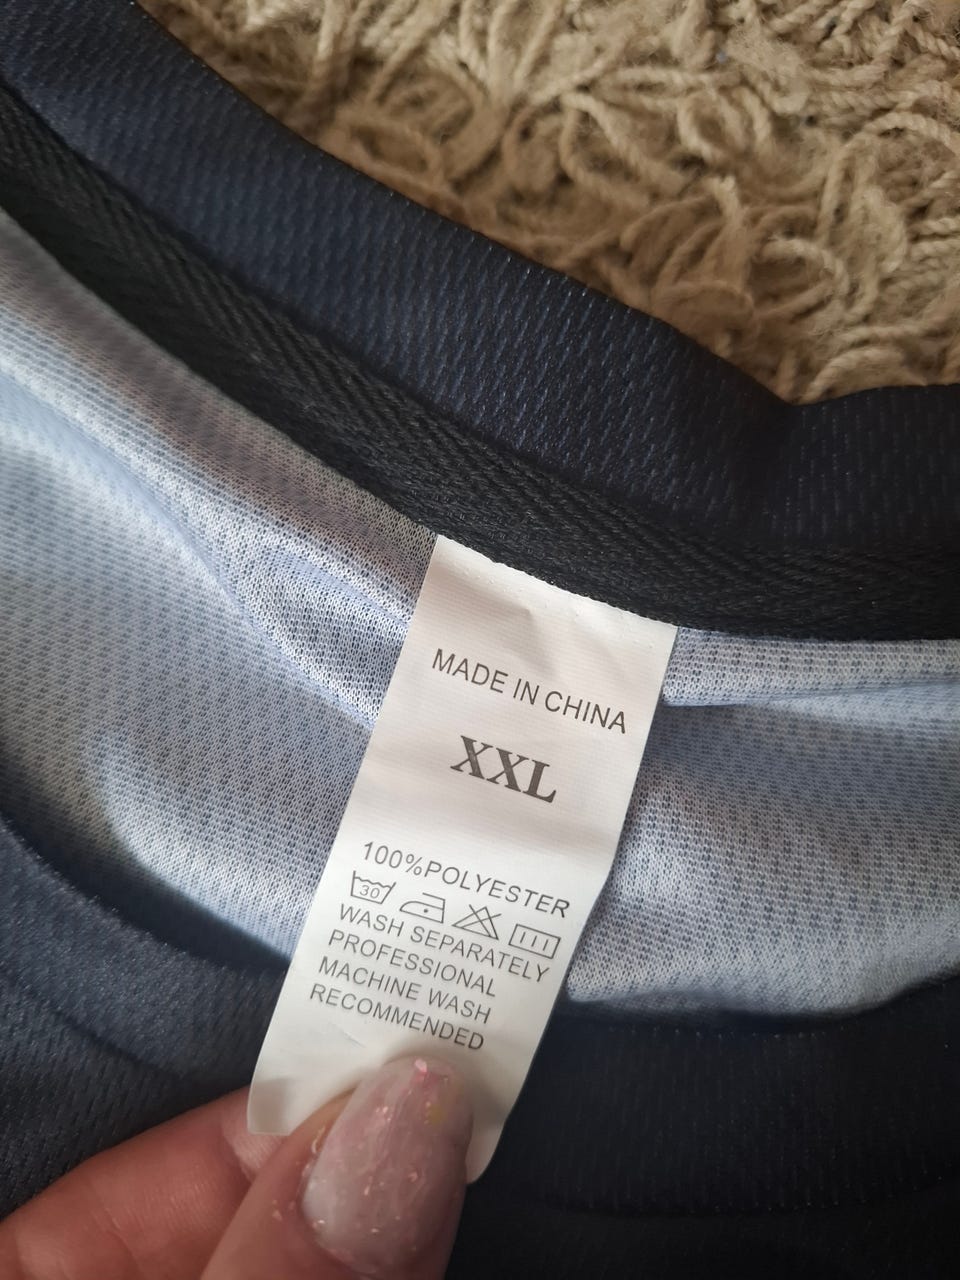 MADE IN CHINA
XXL
100%POLYESTER
30
WASH SEPARATELY
PROFESSIONAL
MACHINE WASH
RECOMMENDED